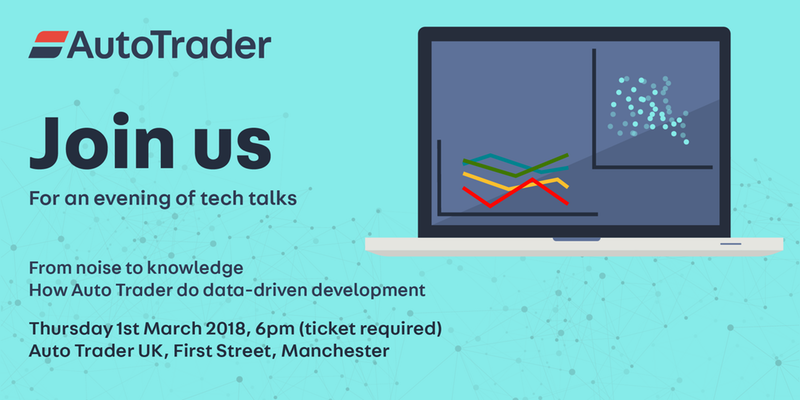 AutoTrader
Join us
For an evening of tech talks
From noise to knowledge
How Auto Trader do data-driven development
Thursday 1st March 2018, 6pm (ticket required)
Auto Trader UK, First Street, Manchester